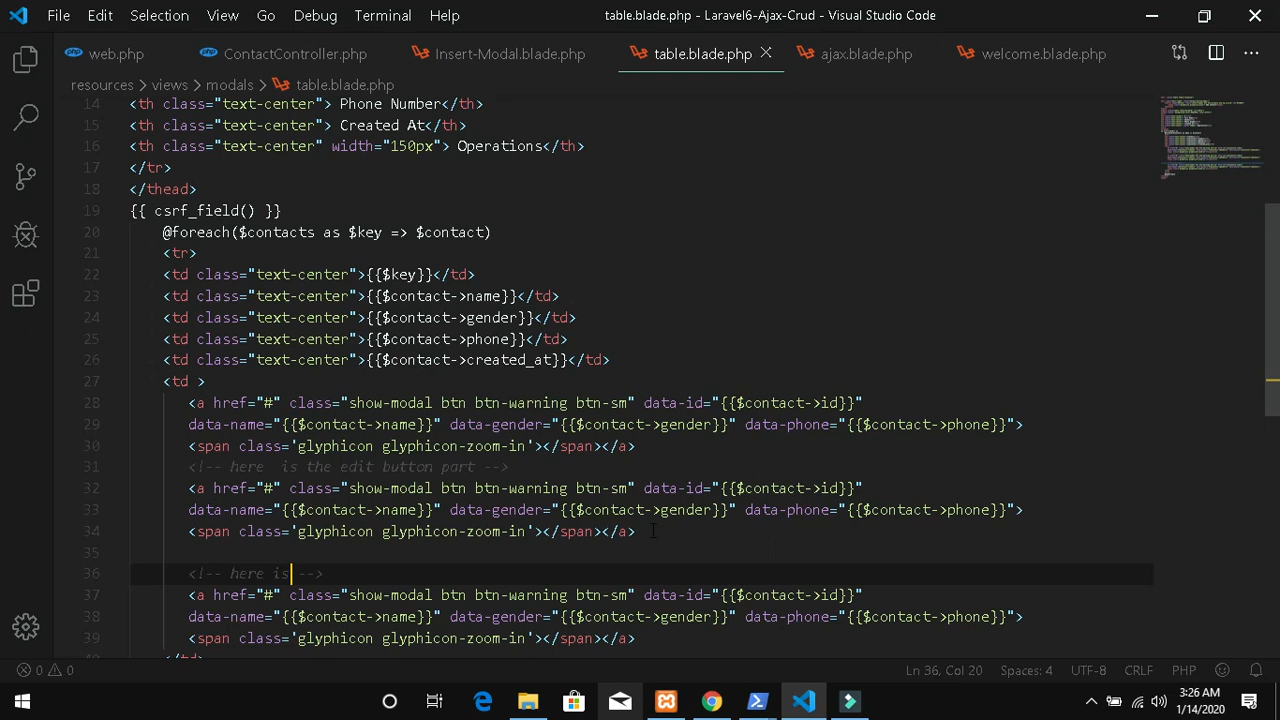 File Edit Selection View Go Debug Terminal Help table.blade.php - Laravel6-Ajax-Crud - Visual Studio Code
web.php ContactController.php Insert-Modal.blade.php table.blade.php ajax.blade.php welcome.blade.php
resources > views > modals > table.blade.php
14 <th class="text-center"> Phone Number</th>
15 <th class="text-center"> Created At</th>
16 <th class="text-center" width="150px"> Operations</th>
17 </tr>
18 </thead>
19 {{ csrf_field() }}
20 @foreach($contacts as $key => $contact)
21 <tr>
22 <td class="text-center">{{$key}}</td>
23 <td class="text-center">{{$contact->name}}</td>
24 <td class="text-center">{{$contact->gender}}</td>
25 <td class="text-center">{{$contact->phone}}</td>
26 <td class="text-center">{{$contact->created_at}}</td>
27 <td >
28 <a href="#" class="show-modal btn btn-warning btn-sm" data-id="{{$contact->id}}"
29 data-name="{{$contact->name}}" data-gender="{{$contact->gender}}" data-phone="{{$contact->phone}}">
30 <span class='glyphicon glyphicon-zoom-in'></span></a>
31 <!-- here  is the edit button part -->
32 <a href="#" class="show-modal btn btn-warning btn-sm" data-id="{{$contact->id}}"
33 data-name="{{$contact->name}}" data-gender="{{$contact->gender}}" data-phone="{{$contact->phone}}">
34 <span class='glyphicon glyphicon-zoom-in'></span></a>
35
36 <!-- here is -->
37 <a href="#" class="show-modal btn btn-warning btn-sm" data-id="{{$contact->id}}"
38 data-name="{{$contact->name}}" data-gender="{{$contact->gender}}" data-phone="{{$contact->phone}}">
39 <span class='glyphicon glyphicon-zoom-in'></span></a>
0 0 Ln 36, Col 20 Spaces: 4 UTF-8 CRLF PHP
3:26 AM
1/14/2020